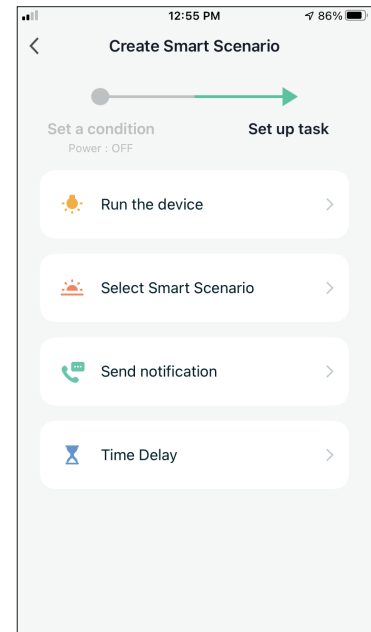 12:55 PM
86%
Create Smart Scenario
Set a condition
Set up task
Power : OFF
Run the device
Select Smart Scenario
Send notification
Time Delay